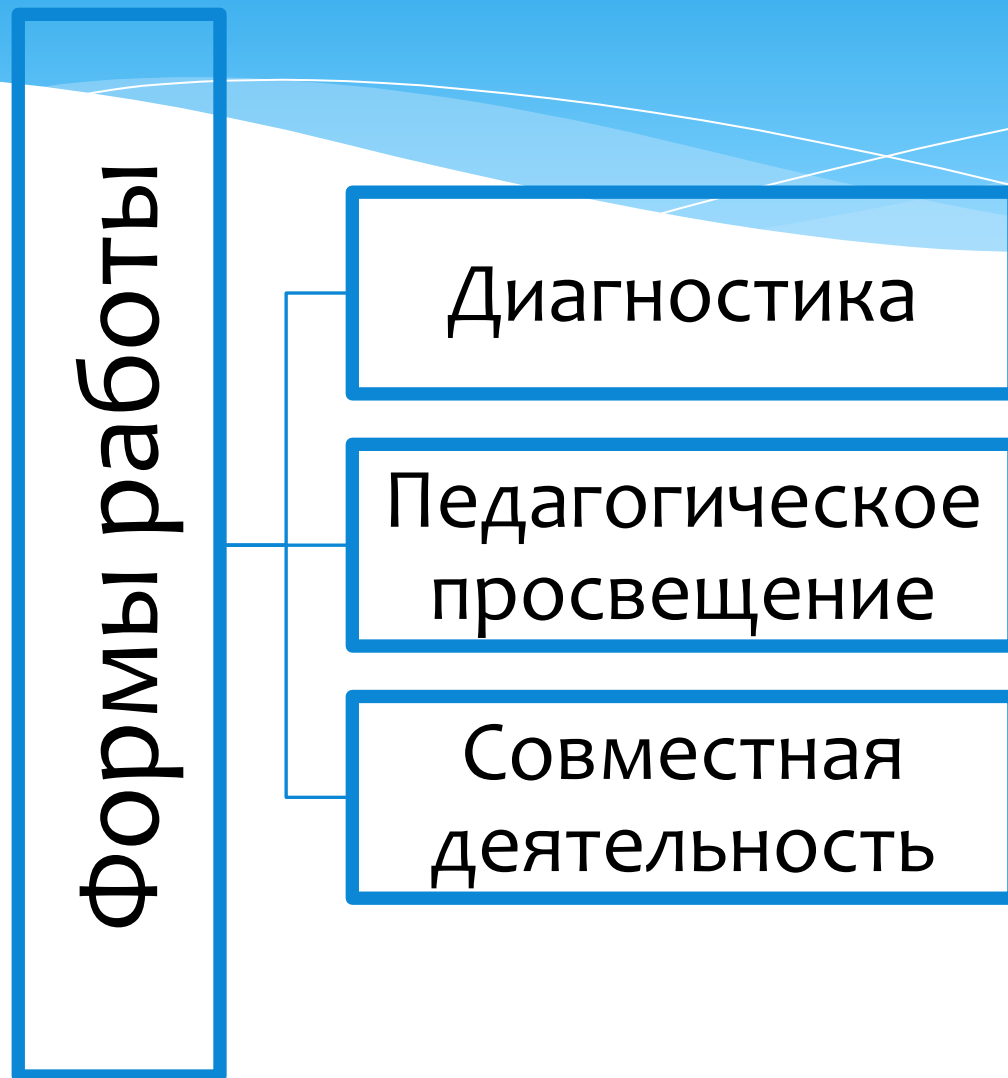 Формы работы
Диагностика
Педагогическое
просвещение
Совместная
деятельность